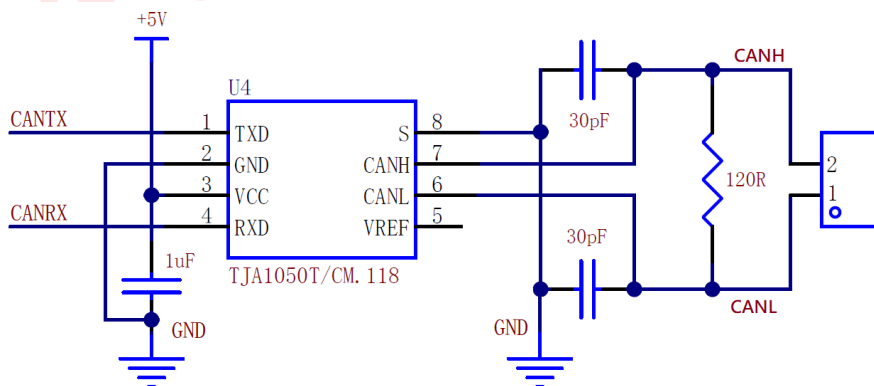 +5V
U4
CANTX
1
TXD
2
GND
3
VCC
CANRX
4
RXD
S
8
CANH
7
CANL
6
VREF
5
TJA1050T/CM.118
1uF
GND
30pF
30pF
GND
CANH
120R
CANL
2
1